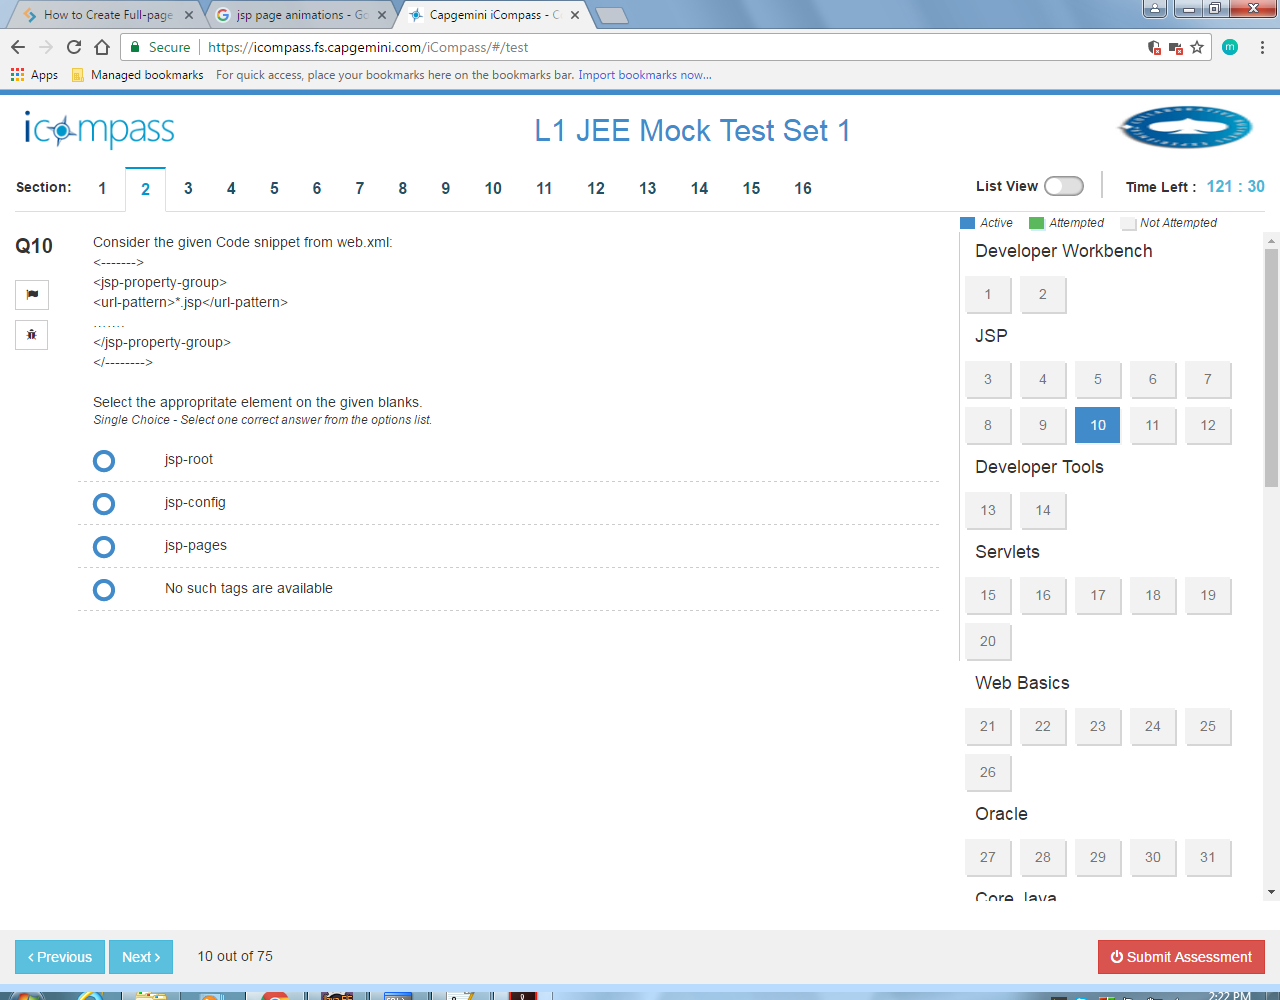 How to Create Full-page
jsp page animations - Go
Capgemini iCompass - C
Secure
https://icompass.fs.capgemini.com/iCompass/#/test
m
Apps
Managed bookmarks
For quick access, place your bookmarks here on the bookmarks bar. Import bookmarks now...
icompass
L1 JEE Mock Test Set 1
Section: 1 2 3 4 5 6 7 8 9 10 11 12 13 14 15 16
List View
Time Left : 121 : 30
Active Attempted Not Attempted
Q10
Consider the given Code snippet from web.xml:
<------->
<jsp-property-group>
<url-pattern>*.jsp</url-pattern>
…….
</jsp-property-group>
</-------->
Select the appropritate element on the given blanks.
Single Choice - Select one correct answer from the options list.
jsp-root
jsp-config
jsp-pages
No such tags are available
Developer Workbench
1 2
JSP
3 4 5 6 7
8 9 10 11 12
Developer Tools
13 14
Servlets
15 16 17 18 19
20
Web Basics
21 22 23 24 25
26
Oracle
27 28 29 30 31
Core Java
Previous
Next
10 out of 75
Submit Assessment
2:22 PM